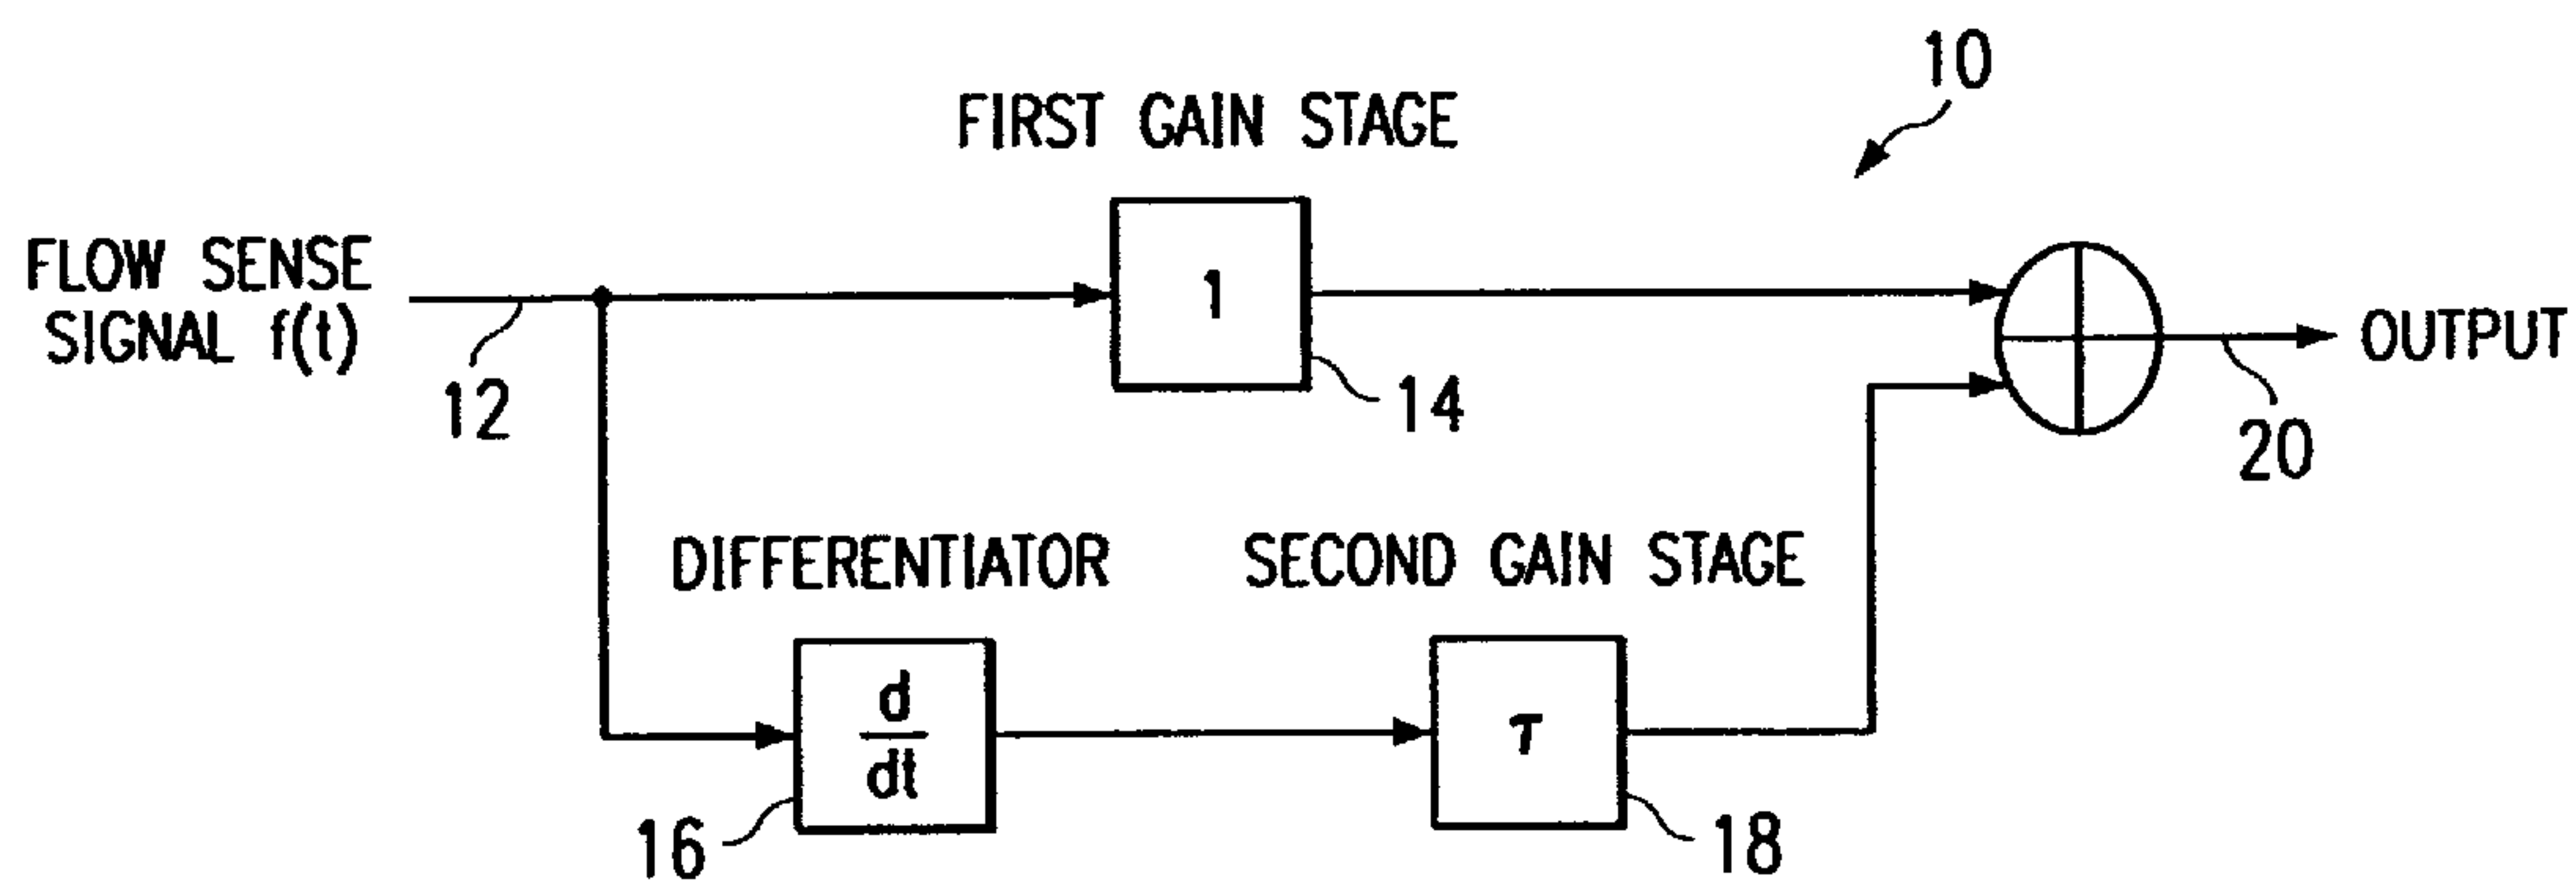 10
FIRST GAIN STAGE
FLOW SENSE
SIGNAL f(t)
12
1
14
OUTPUT
20
DIFFERENTIATOR
SECOND GAIN STAGE
d
dt
16
τ
18